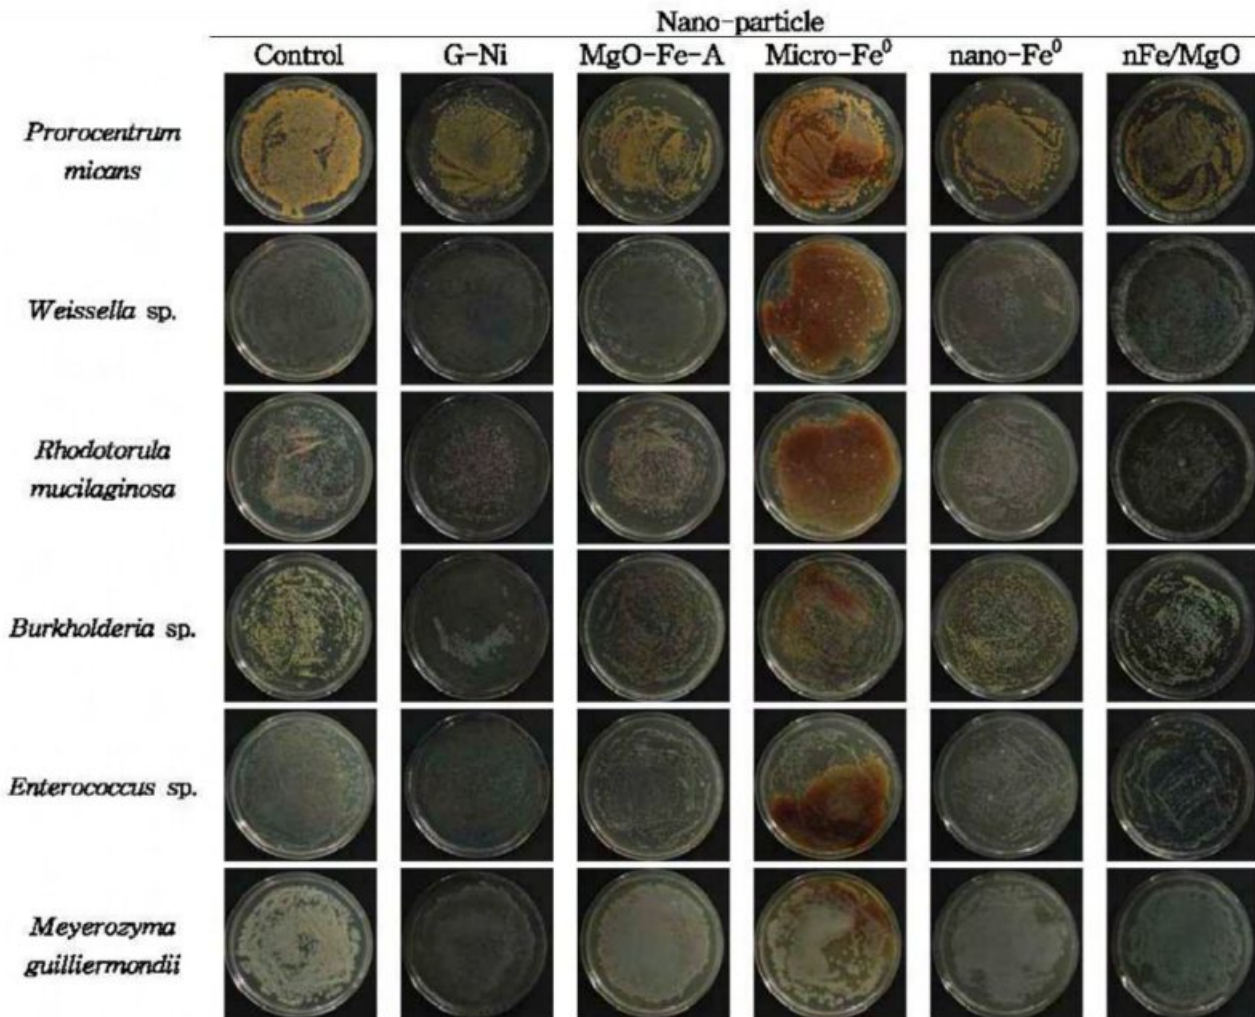 Nano-particle
Control G-Ni MgO-Fe-A Micro-Fe⁰ nano-Fe⁰ nFe/MgO
Prorocentrum
micans
Weissella sp.
Rhodotorula
mucilaginosa
Burkholderia sp.
Enterococcus sp.
Meyerozyma
guilliermondii